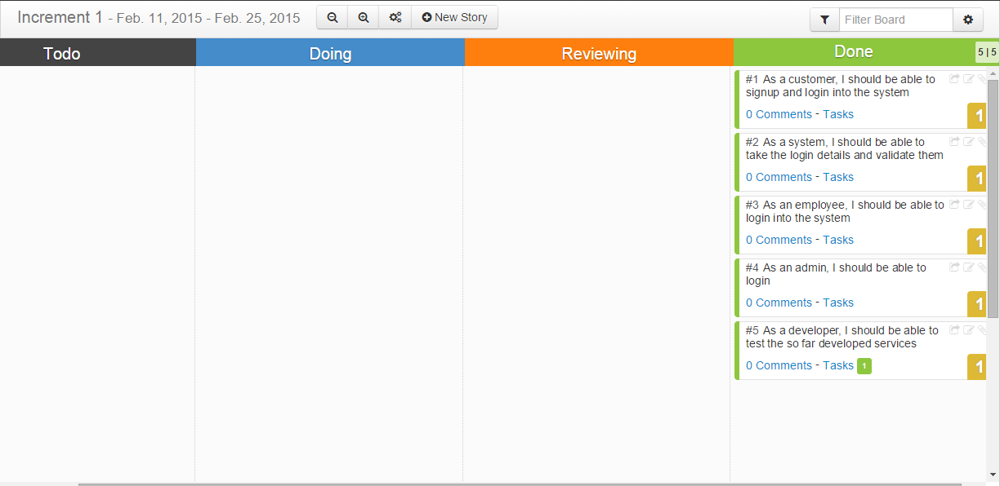 Increment 1 - Feb. 11, 2015 - Feb. 25, 2015
New Story
Filter Board
Todo
Doing
Reviewing
Done
5 | 5
#1 As a customer, I should be able to
signup and login into the system
0 Comments - Tasks
1
#2 As a system, I should be able to
take the login details and validate them
0 Comments - Tasks
1
#3 As an employee, I should be able to
login into the system
0 Comments - Tasks
1
#4 As an admin, I should be able to
login
0 Comments - Tasks
1
#5 As a developer, I should be able to
test the so far developed services
0 Comments - Tasks 1
1